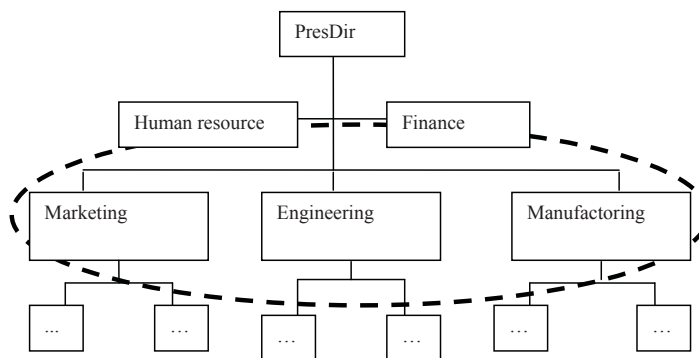 PresDir
Human resource
Finance
Marketing
Engineering
Manufactoring
...
...
...
...
...
...